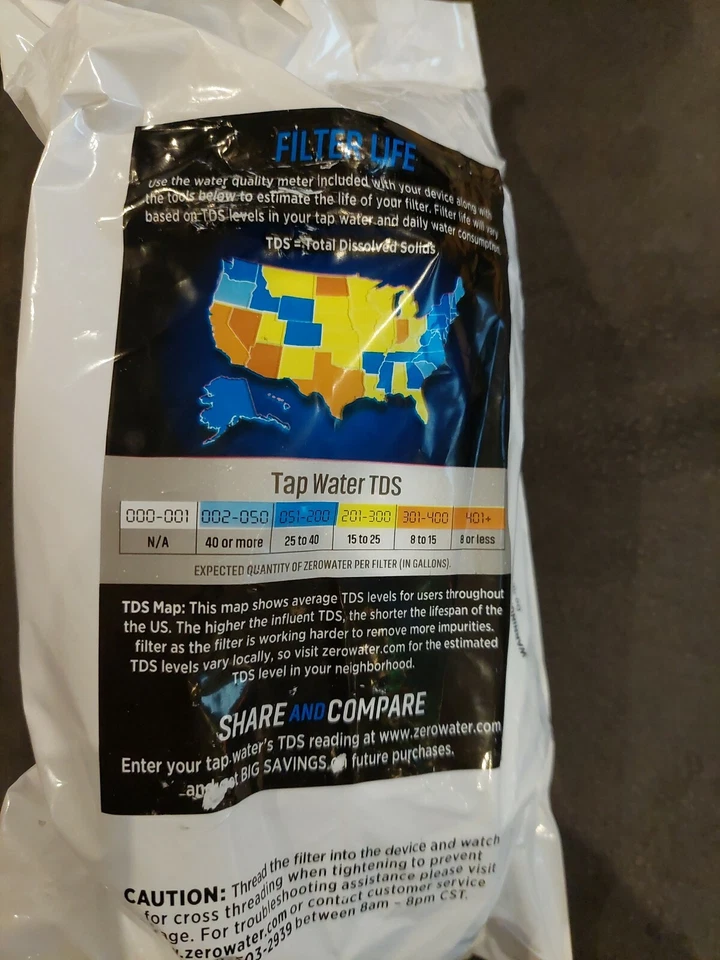 FILTER LIFE
Use the water quality meter included with your device along with
the tools below to estimate the life of your filter. Filter life will vary
based on TDS levels in your tap water and daily water consumption.
TDS = Total Dissolved Solids
Tap Water TDS
000-001 002-050 051-200 201-300 301-400 401+
N/A 40 or more 25 to 40 15 to 25 8 to 15 8 or less
EXPECTED QUANTITY OF ZEROWATER PER FILTER (IN GALLONS).
TDS Map: This map shows average TDS levels for users throughout
the US. The higher the influent TDS, the shorter the lifespan of the
filter as the filter is working harder to remove more impurities.
TDS levels vary locally, so visit zerowater.com for the estimated
TDS level in your neighborhood.
SHARE AND COMPARE
Enter your tap water's TDS reading at www.zerowater.com
and get BIG SAVINGS on future purchases.
CAUTION: Thread the filter into the device and watch
for cross threading when tightening to prevent
For troubleshooting assistance please visit
.zerowater.com or contact customer service
03-2939 between 8am - 8pm CST.